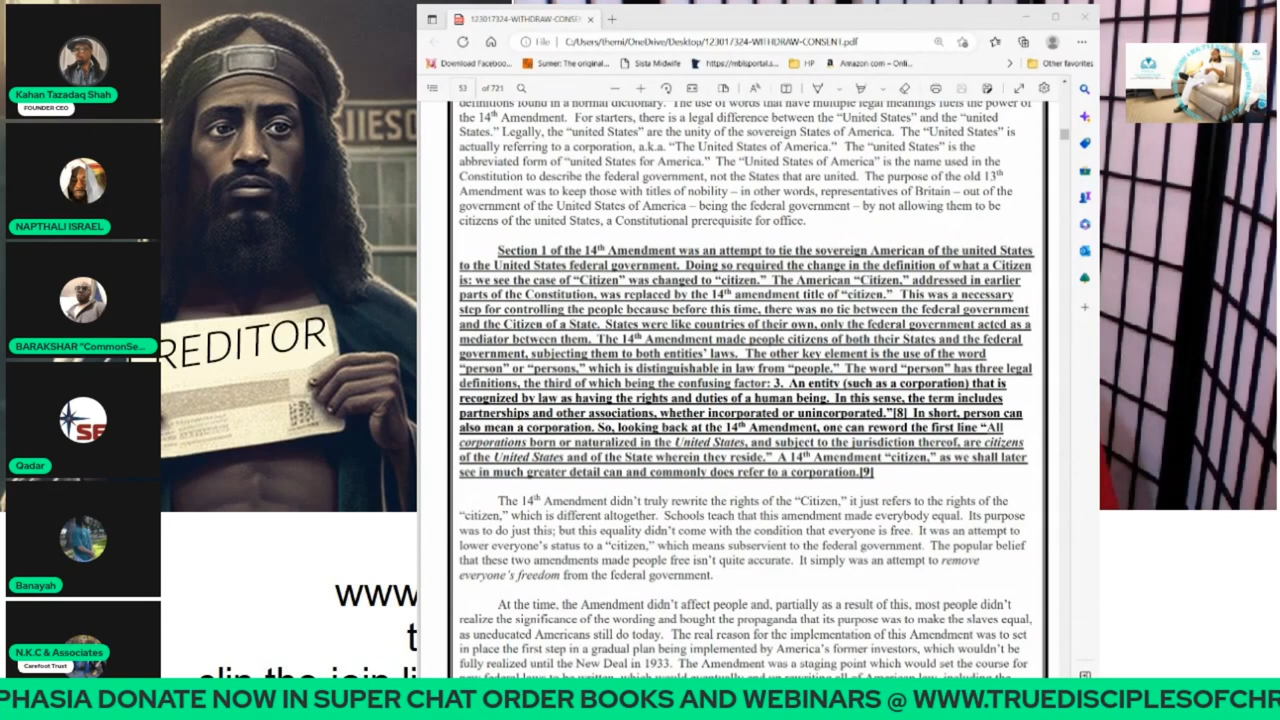 Kahan Tazadaq Shah
FOUNDER CEO
NAPTHALI ISRAEL
BARAKSHAR "CommonSe...
SF
Qadar
Banayah
N.K.C & Associates
Carefoot Trust
REDITOR
JIESC
www
t
123017324-WITHDRAW-CONSE
File
C:/Users/themi/OneDrive/Desktop/123017324-WITHDRAW-CONSENT.pdf
Download Faceboo...
Sumer: The original...
Sista Midwife
https://mbisportal.s...
HP
Amazon.com – Onli...
Other favorites
53 of 721
definitions found in a normal dictionary. The use of words that have multiple legal meanings fuels the power of
the 14th Amendment. For starters, there is a legal difference between the “United States” and the “united
States.” Legally, the “united States” are the unity of the sovereign States of America. The “United States” is
actually referring to a corporation, a.k.a. “The United States of America.” The “united States” is the
abbreviated form of “united States for America.” The “United States of America” is the name used in the
Constitution to describe the federal government, not the States that are united. The purpose of the old 13th
Amendment was to keep those with titles of nobility – in other words, representatives of Britain – out of the
government of the United States of America – being the federal government – by not allowing them to be
citizens of the united States, a Constitutional prerequisite for office.
Section 1 of the 14th Amendment was an attempt to tie the sovereign American of the united States
to the United States federal government. Doing so required the change in the definition of what a Citizen
is: we see the case of “Citizen” was changed to “citizen.” The American “Citizen,” addressed in earlier
parts of the Constitution, was replaced by the 14th amendment title of “citizen.” This was a necessary
step for controlling the people because before this time, there was no tie between the federal government
and the Citizen of a State. States were like countries of their own, only the federal government acted as a
mediator between them. The 14th Amendment made people citizens of both their States and the federal
government, subjecting them to both entities’ laws. The other key element is the use of the word
“person” or “persons,” which is distinguishable in law from “people.” The word “person” has three legal
definitions, the third of which being the confusing factor: 3. An entity (such as a corporation) that is
recognized by law as having the rights and duties of a human being. In this sense, the term includes
partnerships and other associations, whether incorporated or unincorporated.”[8] In short, person can
also mean a corporation. So, looking back at the 14th Amendment, one can reword the first line “All
corporations born or naturalized in the United States, and subject to the jurisdiction thereof, are citizens
of the United States and of the State wherein they reside.” A 14th Amendment “citizen,” as we shall later
see in much greater detail can and commonly does refer to a corporation.[9]
The 14th Amendment didn’t truly rewrite the rights of the “Citizen,” it just refers to the rights of the
“citizen,” which is different altogether. Schools teach that this amendment made everybody equal. Its purpose
was to do just this; but this equality didn’t come with the condition that everyone is free. It was an attempt to
lower everyone’s status to a “citizen,” which means subservient to the federal government. The popular belief
that these two amendments made people free isn’t quite accurate. It simply was an attempt to remove
everyone’s freedom from the federal government.
At the time, the Amendment didn’t affect people and, partially as a result of this, most people didn’t
realize the significance of the wording and bought the propaganda that its purpose was to make the slaves equal,
as uneducated Americans still do today. The real reason for the implementation of this Amendment was to set
in place the first step in a gradual plan being implemented by America’s former investors, which wouldn’t be
fully realized until the New Deal in 1933. The Amendment was a staging point which would set the course for
PHASIA DONATE NOW IN SUPER CHAT ORDER BOOKS AND WEBINARS @ WWW.TRUEDISCIPLESOFCHR